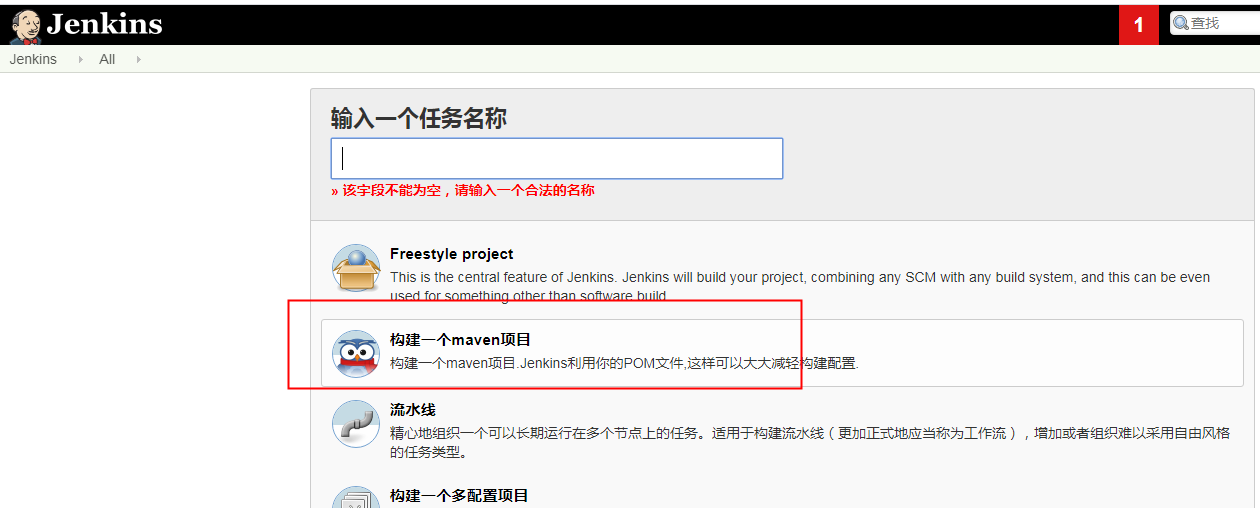 Jenkins
1
查找
Jenkins
All
输入一个任务名称
» 该字段不能为空，请输入一个合法的名称
Freestyle project
This is the central feature of Jenkins. Jenkins will build your project, combining any SCM with any build system, and this can be even
used for something other than software build.
构建一个maven项目
构建一个maven项目.Jenkins利用你的POM文件,这样可以大大减轻构建配置.
流水线
精心地组织一个可以长期运行在多个节点上的任务。适用于构建流水线（更加正式地应当称为工作流），增加或者组织难以采用自由风格
的任务类型。
构建一个多配置项目